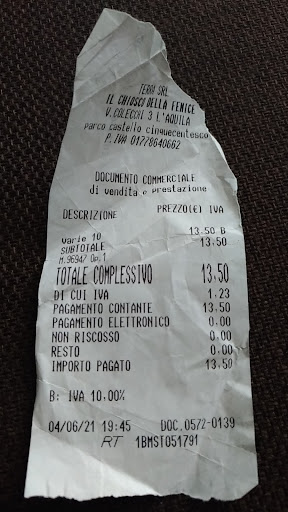 TERRY SRL
IL CHIOSCO DELLA FENICE
V. COLECCHI 3 L'AQUILA
parco castello cinquecentesco
P. IVA 01778640662
DOCUMENTO COMMERCIALE
di vendita e prestazione
DESCRIZIONE PREZZO(E) IVA
Varie 10 13.50 B
SUBTOTALE 13.50
M.96947 Op.1
TOTALE COMPLESSIVO 13.50
DI CUI IVA 1.23
PAGAMENTO CONTANTE 13.50
PAGAMENTO ELETTRONICO 0.00
NON RISCOSSO 0.00
RESTO 0.00
IMPORTO PAGATO 13.50
B: IVA 10.00%
04/06/21 19:45 DOC.0572-0139
RT 1BMST051791